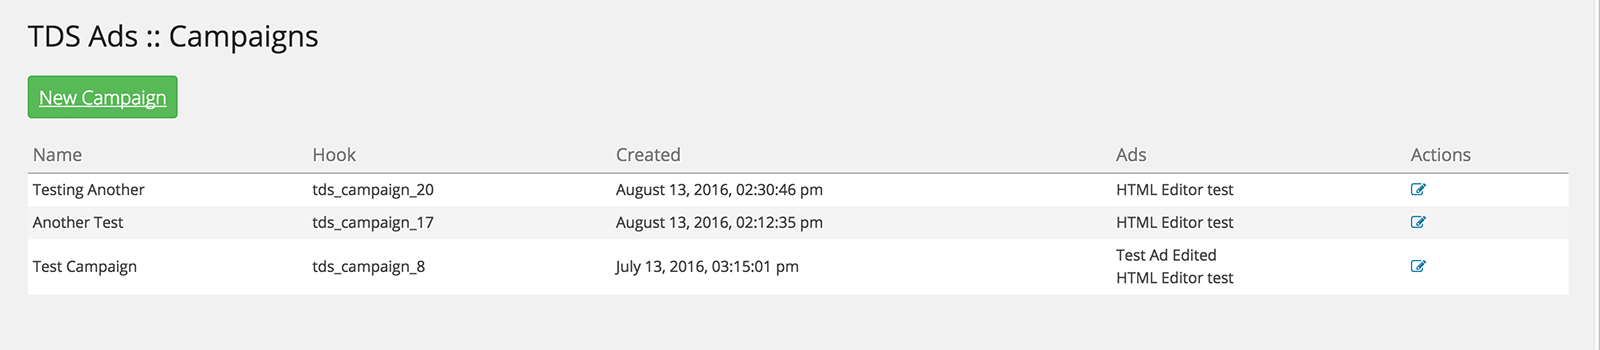 TDS Ads :: Campaigns
New Campaign
Name Hook Created Ads Actions
Testing Another tds_campaign_20 August 13, 2016, 02:30:46 pm HTML Editor test
Another Test tds_campaign_17 August 13, 2016, 02:12:35 pm HTML Editor test
Test Campaign tds_campaign_8 July 13, 2016, 03:15:01 pm Test Ad Edited
HTML Editor test